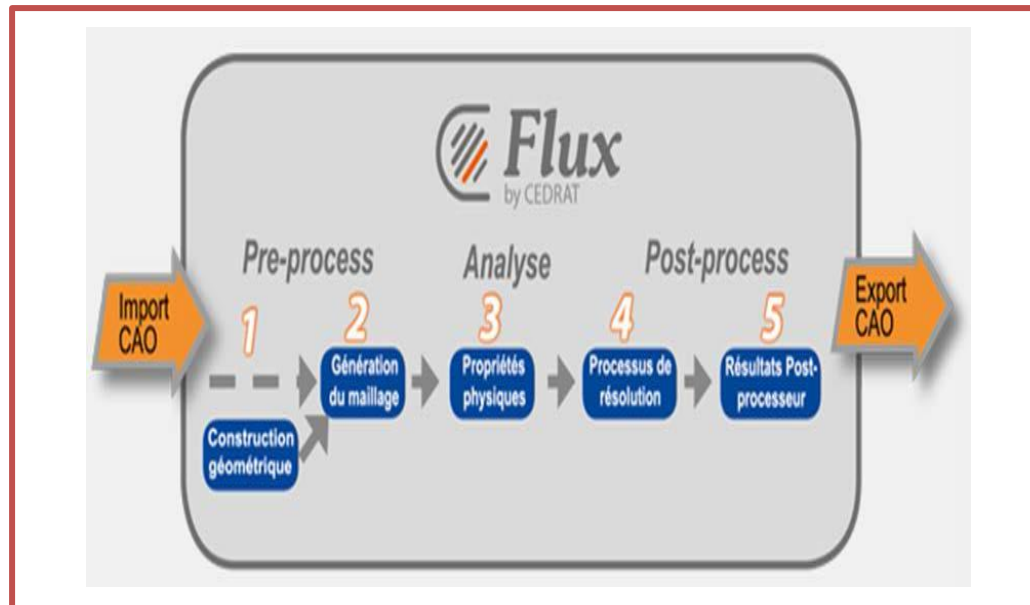 Flux
by CEDRAT
Pre-process
Analyse
Post-process
Import
CAO
Export
CAO
1
2
3
4
5
Génération
du maillage
Propriétés
physiques
Processus de
résolution
Résultats Post-
processeur
Construction
géométrique